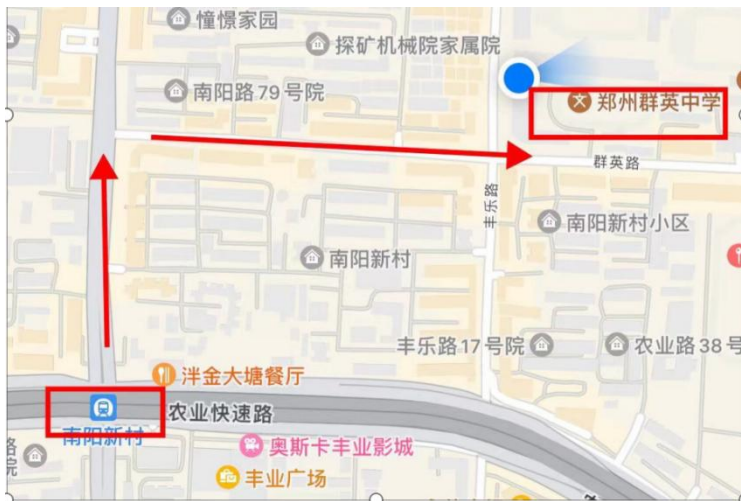 憧憬家园
探矿机械院家属院
南阳路79号院
郑州群英中学
群英路
丰乐路
南阳新村小区
南阳新村
丰乐路17号院
农业路38号
泮金大塘餐厅
农业快速路
南阳新村
奥斯卡丰业影城
丰业广场